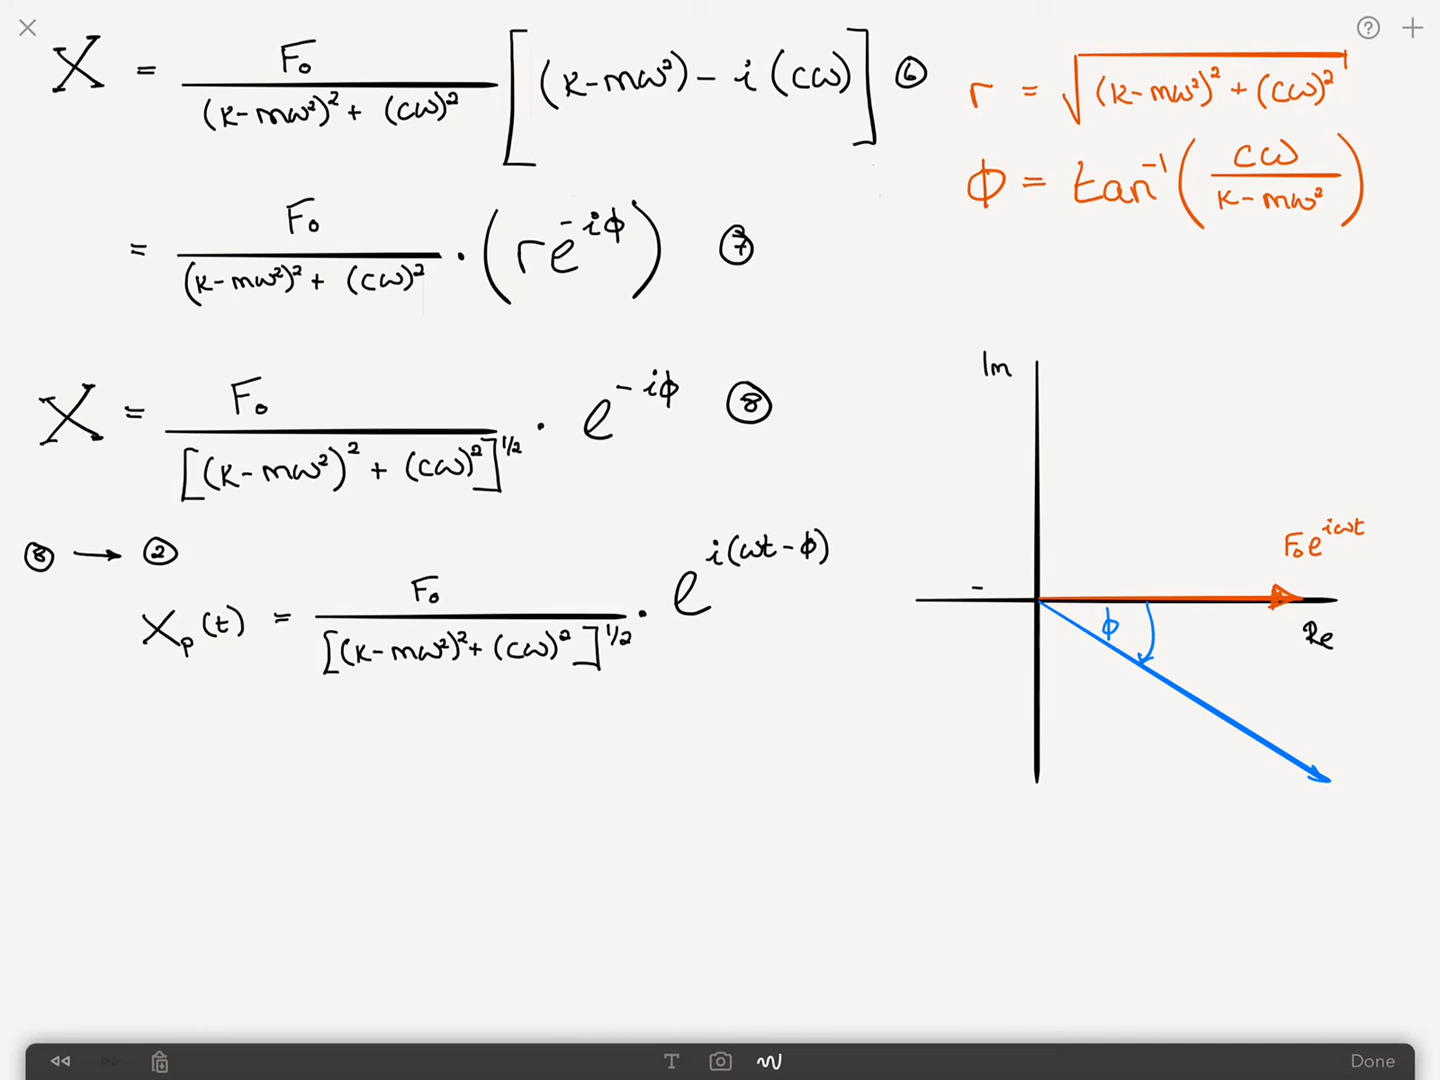 X = F₀ / ((k-mω²)² + (cω)²) [(k-mω²) - i(cω)] ⑥
= F₀ / ((k-mω²)² + (cω)²) · (re^(-iϕ)) ⑦
X = F₀ / [(k-mω²)² + (cω)²]^(1/2) · e^(-iϕ) ⑧
⑧ → ②
Xₚ(t) = F₀ / [(k-mω²)² + (cω)²]^(1/2) · e^(i(ωt-ϕ))
r = √((k-mω²)² + (cω)²)
ϕ = tan⁻¹(cω / (k-mω²))
Im
F₀e^(iωt)
ϕ
Re
T
Done